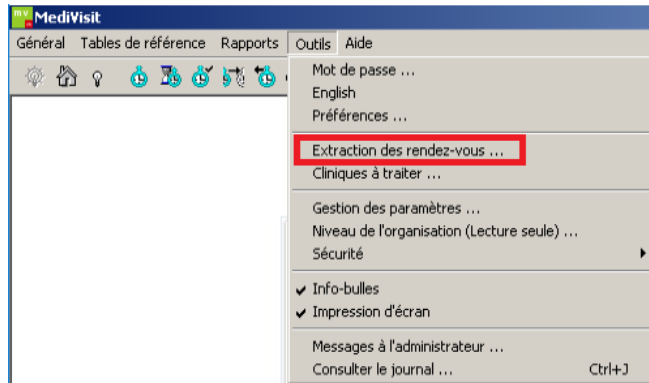 mv MediVisit
Général Tables de référence Rapports Outils Aide
Mot de passe ...
English
Préférences ...
Extraction des rendez-vous ...
Cliniques à traiter ...
Gestion des paramètres ...
Niveau de l'organisation (Lecture seule) ...
Sécurité
Info-bulles
Impression d'écran
Messages à l'administrateur ...
Consulter le journal ... Ctrl+J